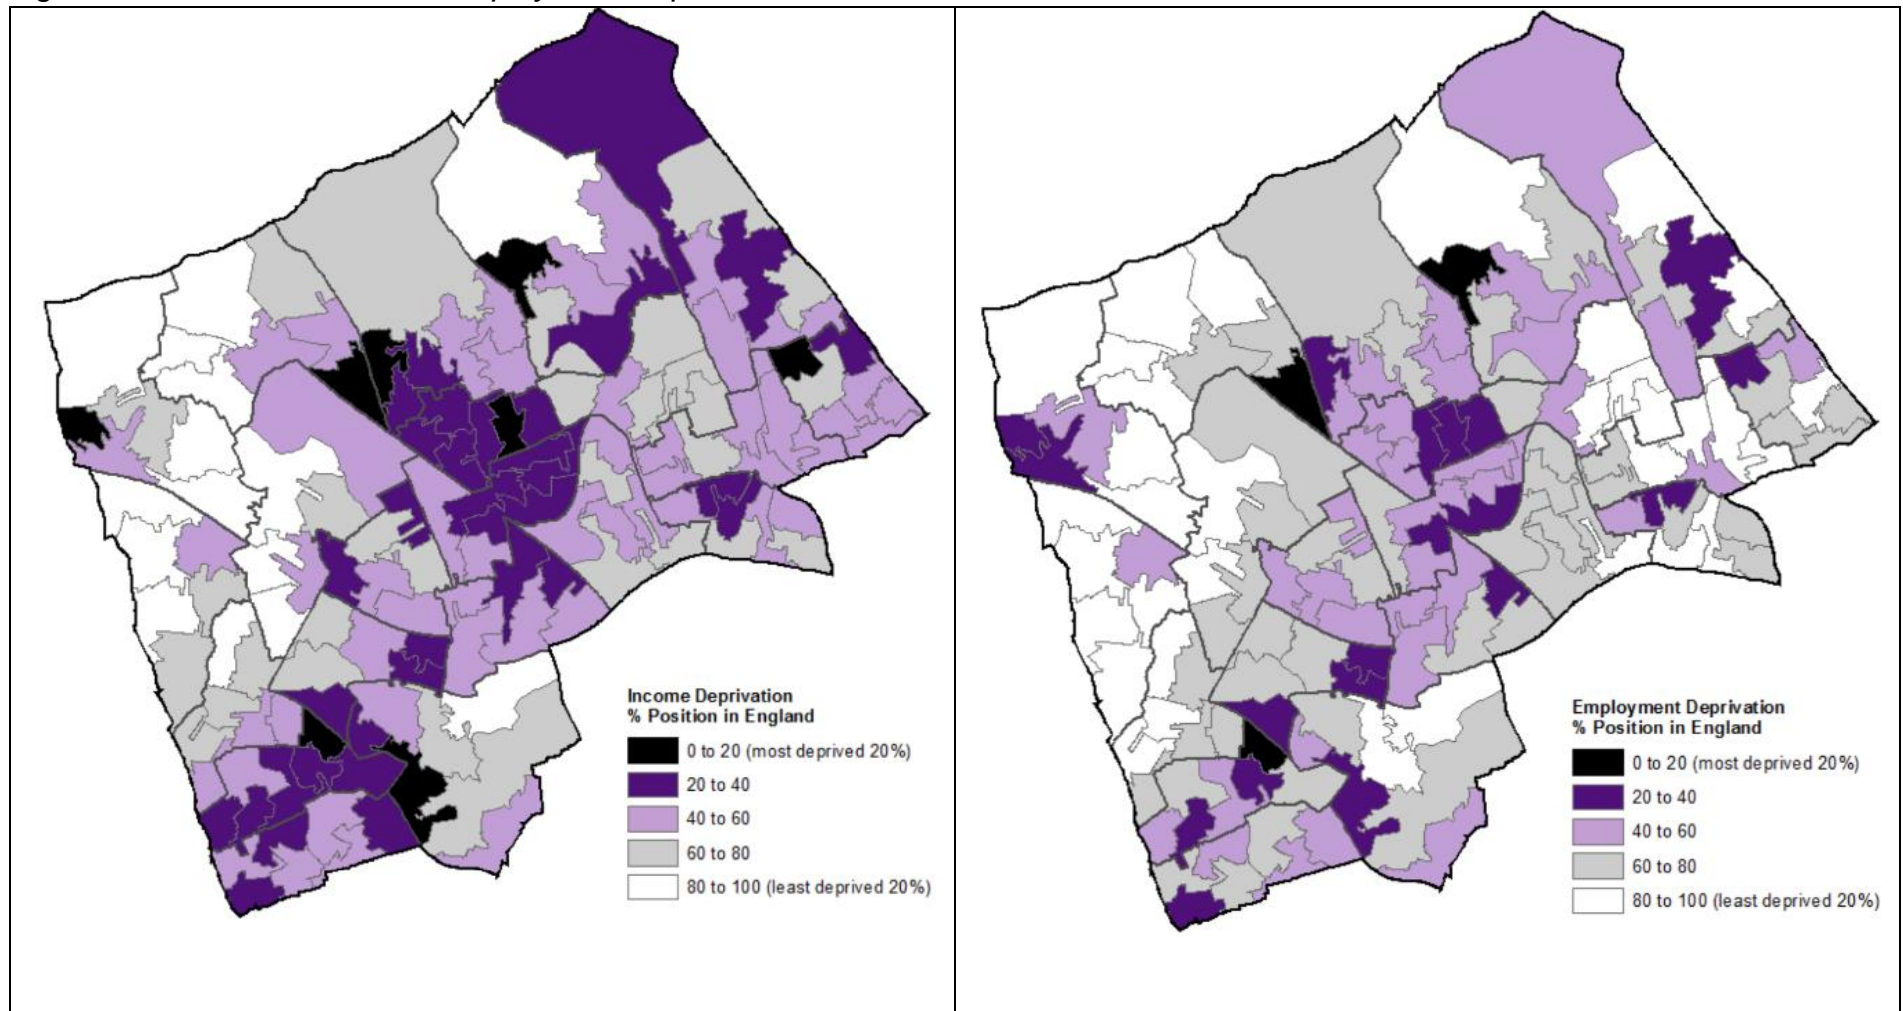 Income Deprivation
% Position in England
0 to 20 (most deprived 20%)
20 to 40
40 to 60
60 to 80
80 to 100 (least deprived 20%)
Employment Deprivation
% Position in England
0 to 20 (most deprived 20%)
20 to 40
40 to 60
60 to 80
80 to 100 (least deprived 20%)